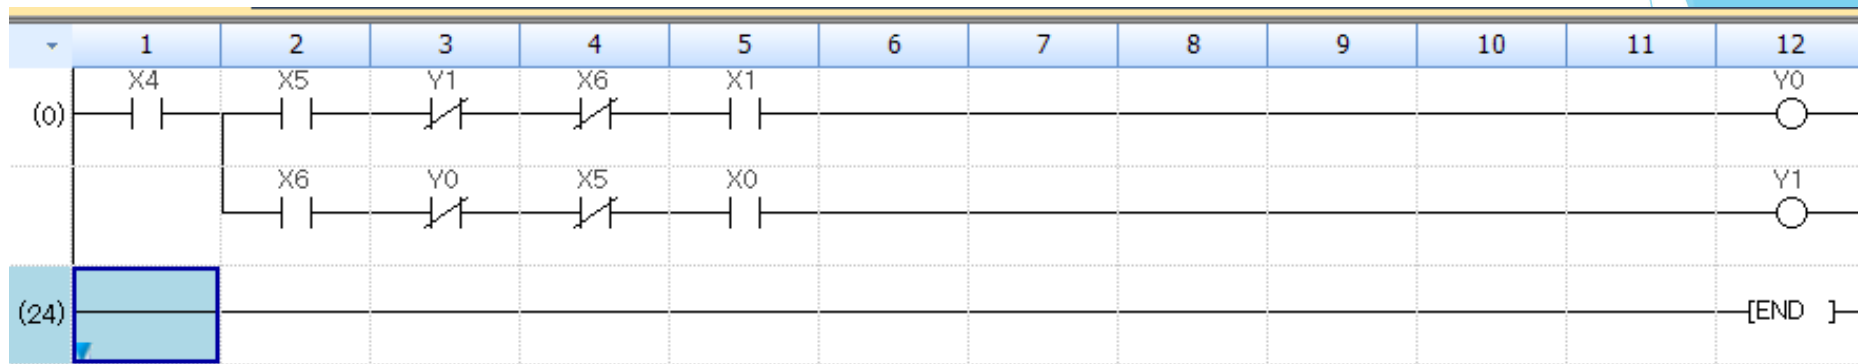 1 2 3 4 5 6 7 8 9 10 11 12
X4 X5 Y1 X6 X1 Y0
(0)
X6 Y0 X5 X0 Y1
(24) [END ]